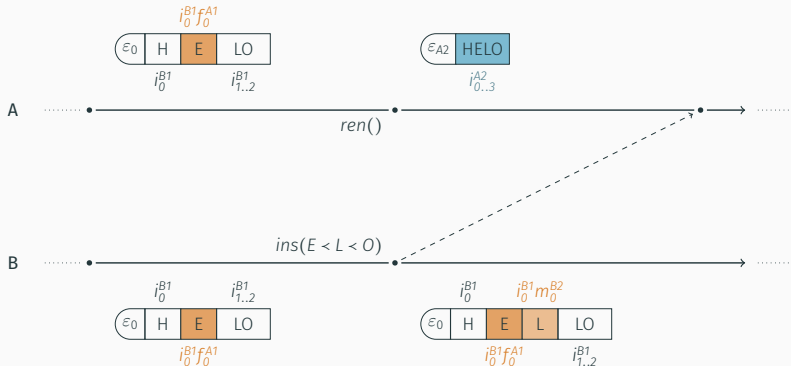 i₀ᴮ¹f₀ᴬ¹
ε₀ H E LO
i₀ᴮ¹ i₁..₂ᴮ¹
εA2 HELO
i₀..₃ᴬ²
A
ren()
ins(E ≺ L ≺ O)
B
i₀ᴮ¹ i₁..₂ᴮ¹
ε₀ H E LO
i₀ᴮ¹f₀ᴬ¹
i₀ᴮ¹ i₀ᴮ¹m₀ᴮ²
ε₀ H E L LO
i₀ᴮ¹f₀ᴬ¹ i₁..₂ᴮ¹